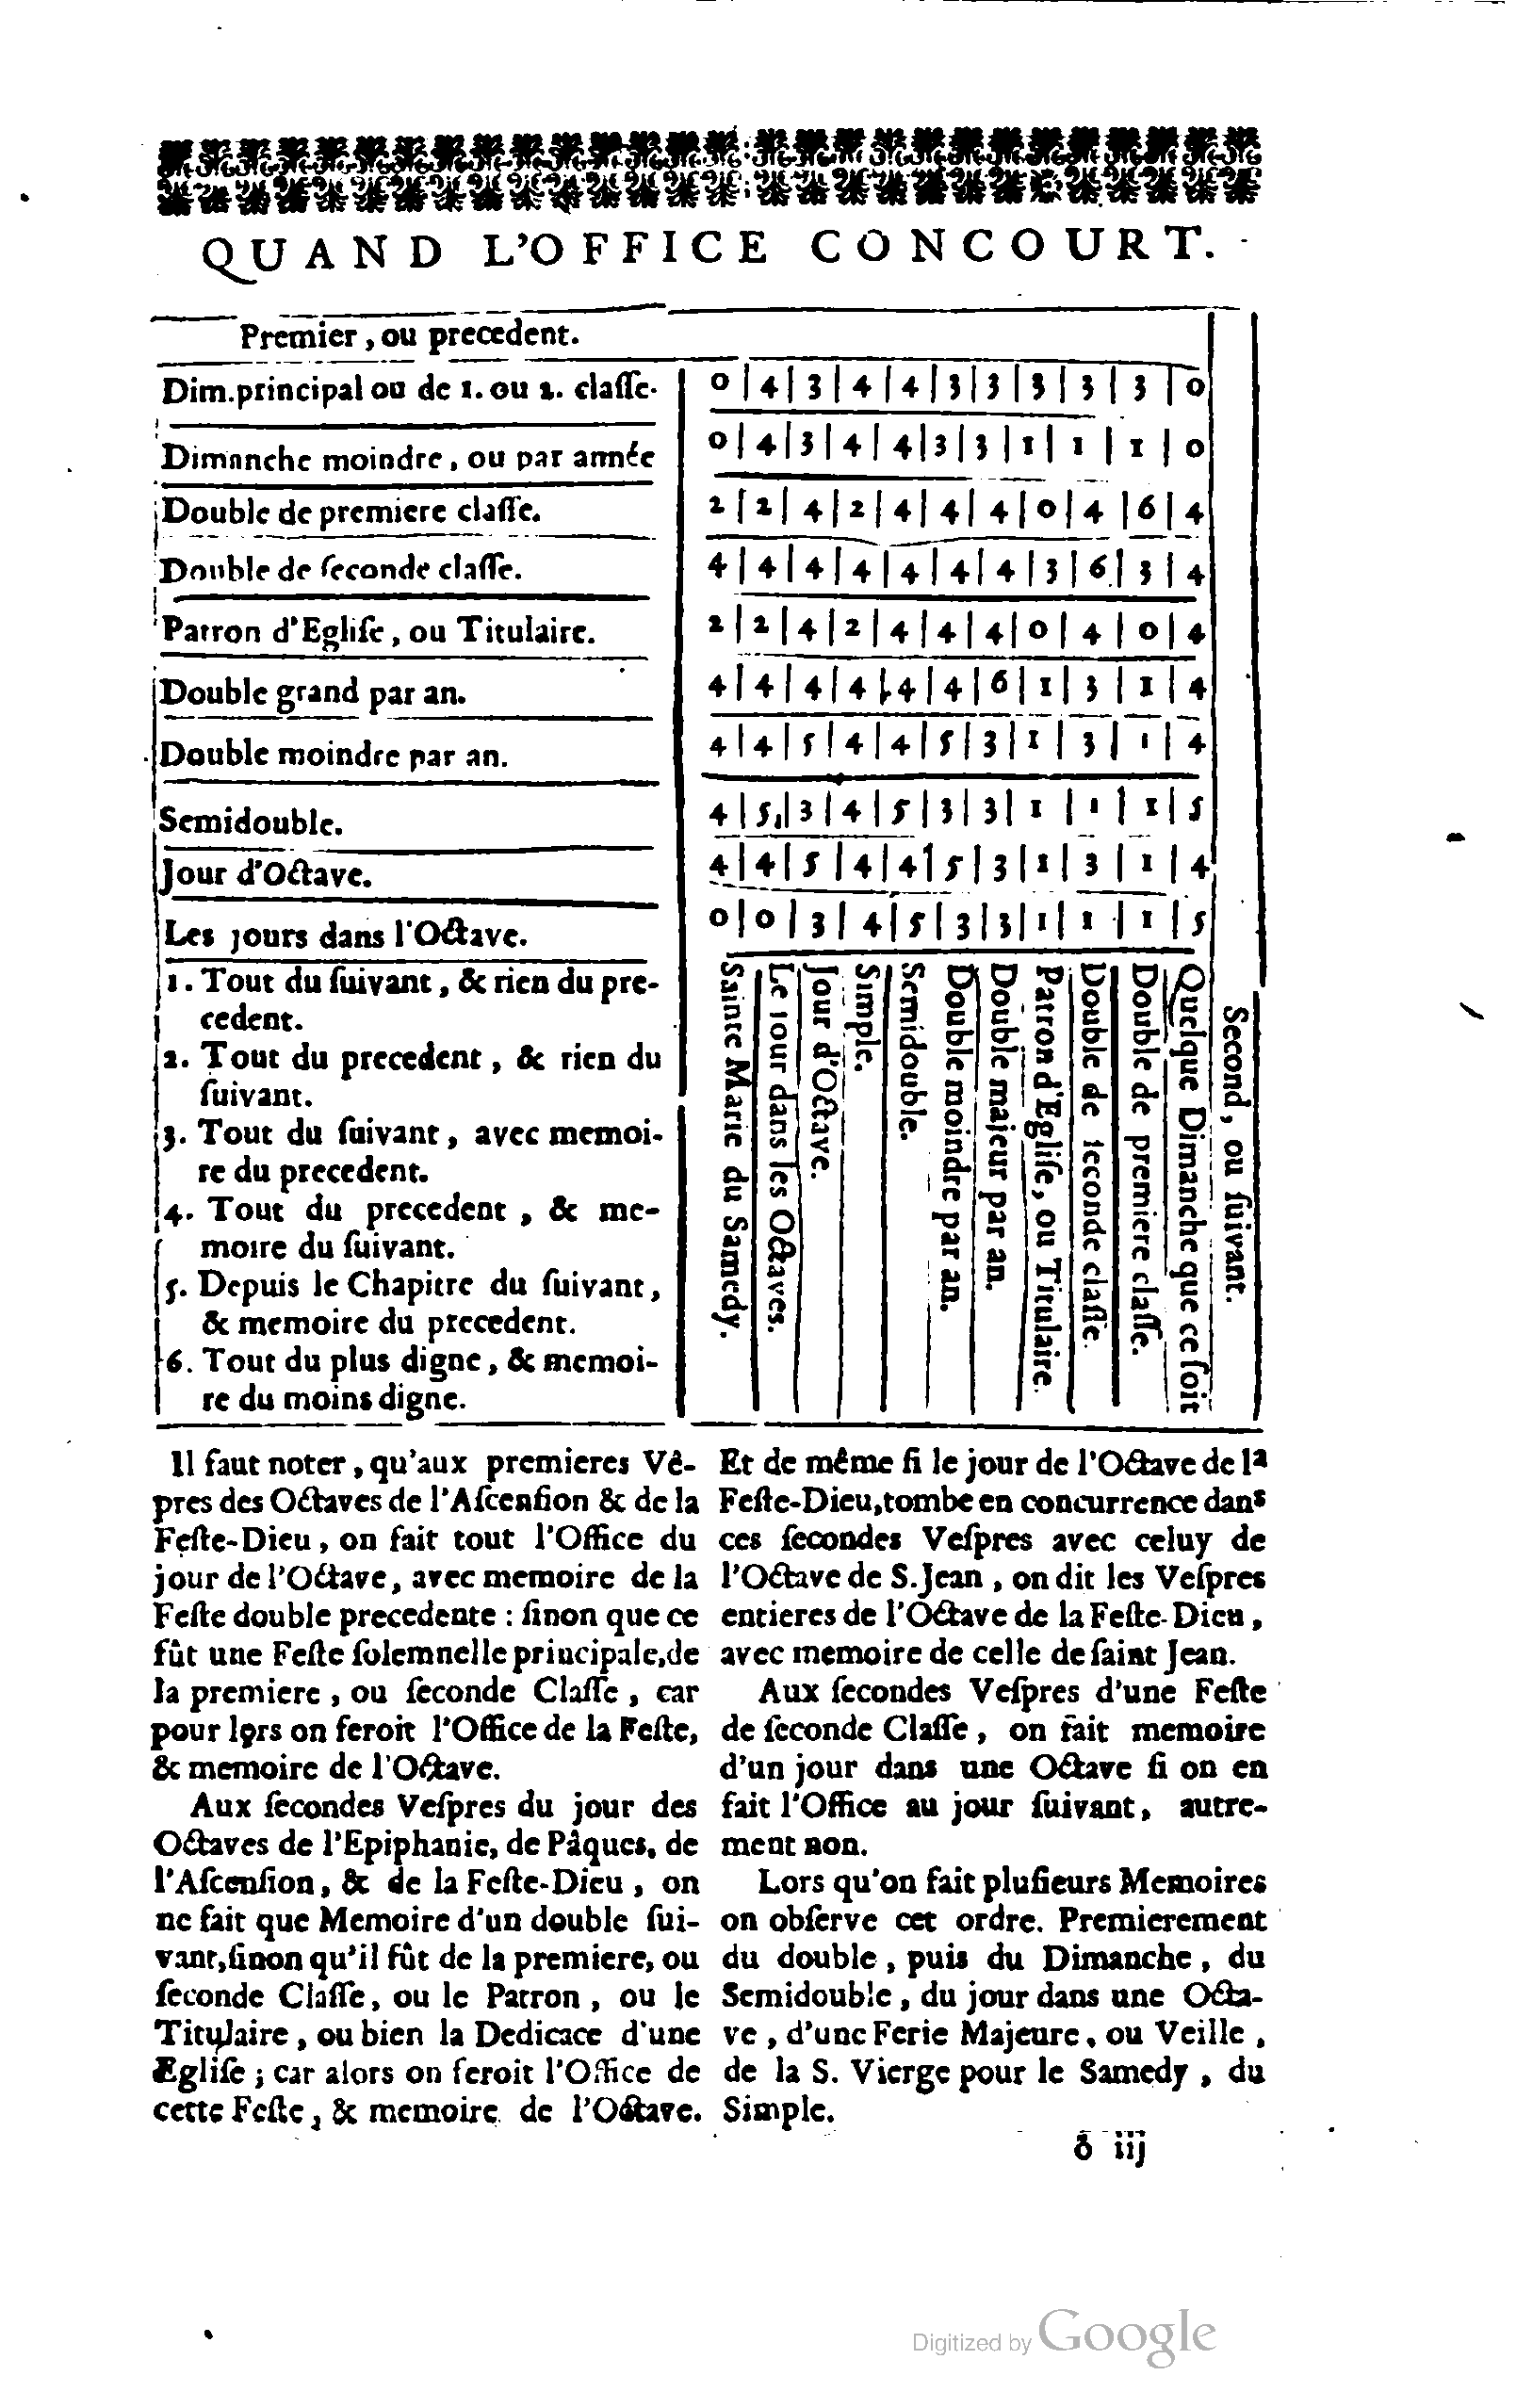 QUAND L'OFFICE CONCOURT.
Premier, ou precedent.
Dim.principal ou de 1. ou 2. claſſe. 0|4|3|4|4|3|3|3|3|3|0
Dimanche moindre, ou par année 0|4|3|4|4|3|3|1|1|1|0
Double de premiere claſſe. 2|2|4|2|4|4|4|0|4|6|4
Double de ſeconde claſſe. 4|4|4|4|4|4|4|3|6|3|4
Patron d'Egliſe, ou Titulaire. 2|2|4|2|4|4|4|0|4|0|4
Double grand par an. 4|4|4|4|4|4|6|1|3|1|4
Double moindre par an. 4|4|5|4|4|5|3|1|3|1|4
Semidouble. 4|5|3|4|5|3|3|1|1|1|5
Jour d'Octave. 4|4|5|4|4|5|3|1|3|1|4
Les jours dans l'Octave. 0|0|3|4|5|3|3|1|1|1|5
1. Tout du ſuivant, & rien du pre-
cedent.
2. Tout du precedent, & rien du
ſuivant.
3. Tout du ſuivant, avec memoi-
re du precedent.
4. Tout du precedent, & me-
moire du ſuivant.
5. Depuis le Chapitre du ſuivant,
& memoire du precedent.
6. Tout du plus digne, & memoi-
re du moins digne.
Sainte Marie du Samedy.
Le jour dans les Octaves.
Jour d'Octave.
Simple.
Semidouble.
Double moindre par an.
Double majeur par an.
Patron d'Egliſe, ou Titulaire.
Double de ſeconde claſſe.
Double de premiere claſſe.
Quelque Dimanche que ce ſoit
Second, ou ſuivant.
Il faut noter, qu'aux premieres Vê-
pres des Octaves de l'Aſcenſion & de la
Feſte-Dieu, on fait tout l'Office du
jour de l'Octave, avec memoire de la
Feſte double precedente : ſinon que ce
fût une Feſte ſolemnelle principale,de
la premiere, ou ſeconde Claſſe, car
pour lors on feroit l'Office de la Feſte,
& memoire de l'Octave.
Aux ſecondes Veſpres du jour des
Octaves de l'Epiphanie, de Pâques, de
l'Aſcenſion, & de la Feſte-Dieu, on
ne fait que Memoire d'un double ſui-
vant,ſinon qu'il fût de la premiere, ou
ſeconde Claſſe, ou le Patron, ou le
Titulaire, ou bien la Dedicace d'une
Egliſe ; car alors on feroit l'Office de
cette Feſte, & memoire de l'Octave.
Et de même ſi le jour de l'Octave de la
Feſte-Dieu,tombe en concurrence dans
ces ſecondes Veſpres avec celuy de
l'Octave de S.Jean, on dit les Veſpres
entieres de l'Octave de la Feſte-Dieu,
avec memoire de celle de ſaint Jean.
Aux ſecondes Veſpres d'une Feſte
de ſeconde Claſſe, on fait memoire
d'un jour dans une Octave ſi on en
fait l'Office au jour ſuivant, autre-
ment non.
Lors qu'on fait pluſieurs Memoires
on obſerve cet ordre. Premierement
du double, puis du Dimanche, du
Semidouble, du jour dans une Octa-
ve, d'une Ferie Majeure, ou Veille,
de la S. Vierge pour le Samedy, du
Simple.
õ iij
Digitized by Google